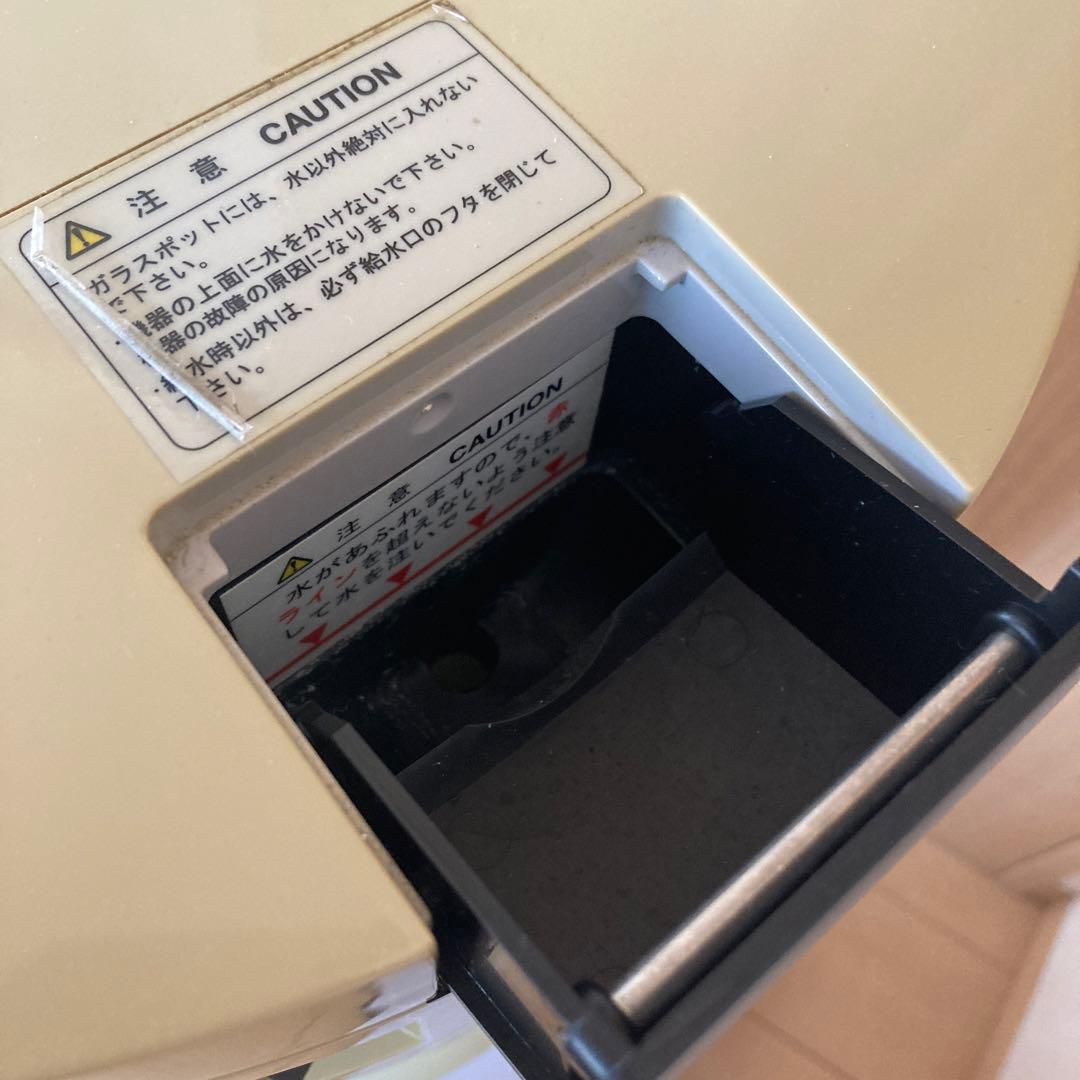 注 意 CAUTION
ガラスポットには、水以外絶対に入れない
で下さい。
機器の上面に水をかけないで下さい。
器の故障の原因になります。
水時以外は、必ず給水口のフタを閉じて
下さい。
注 意 CAUTION
水があふれますので、赤
ラインを超えないよう注意
して水を注いでください。